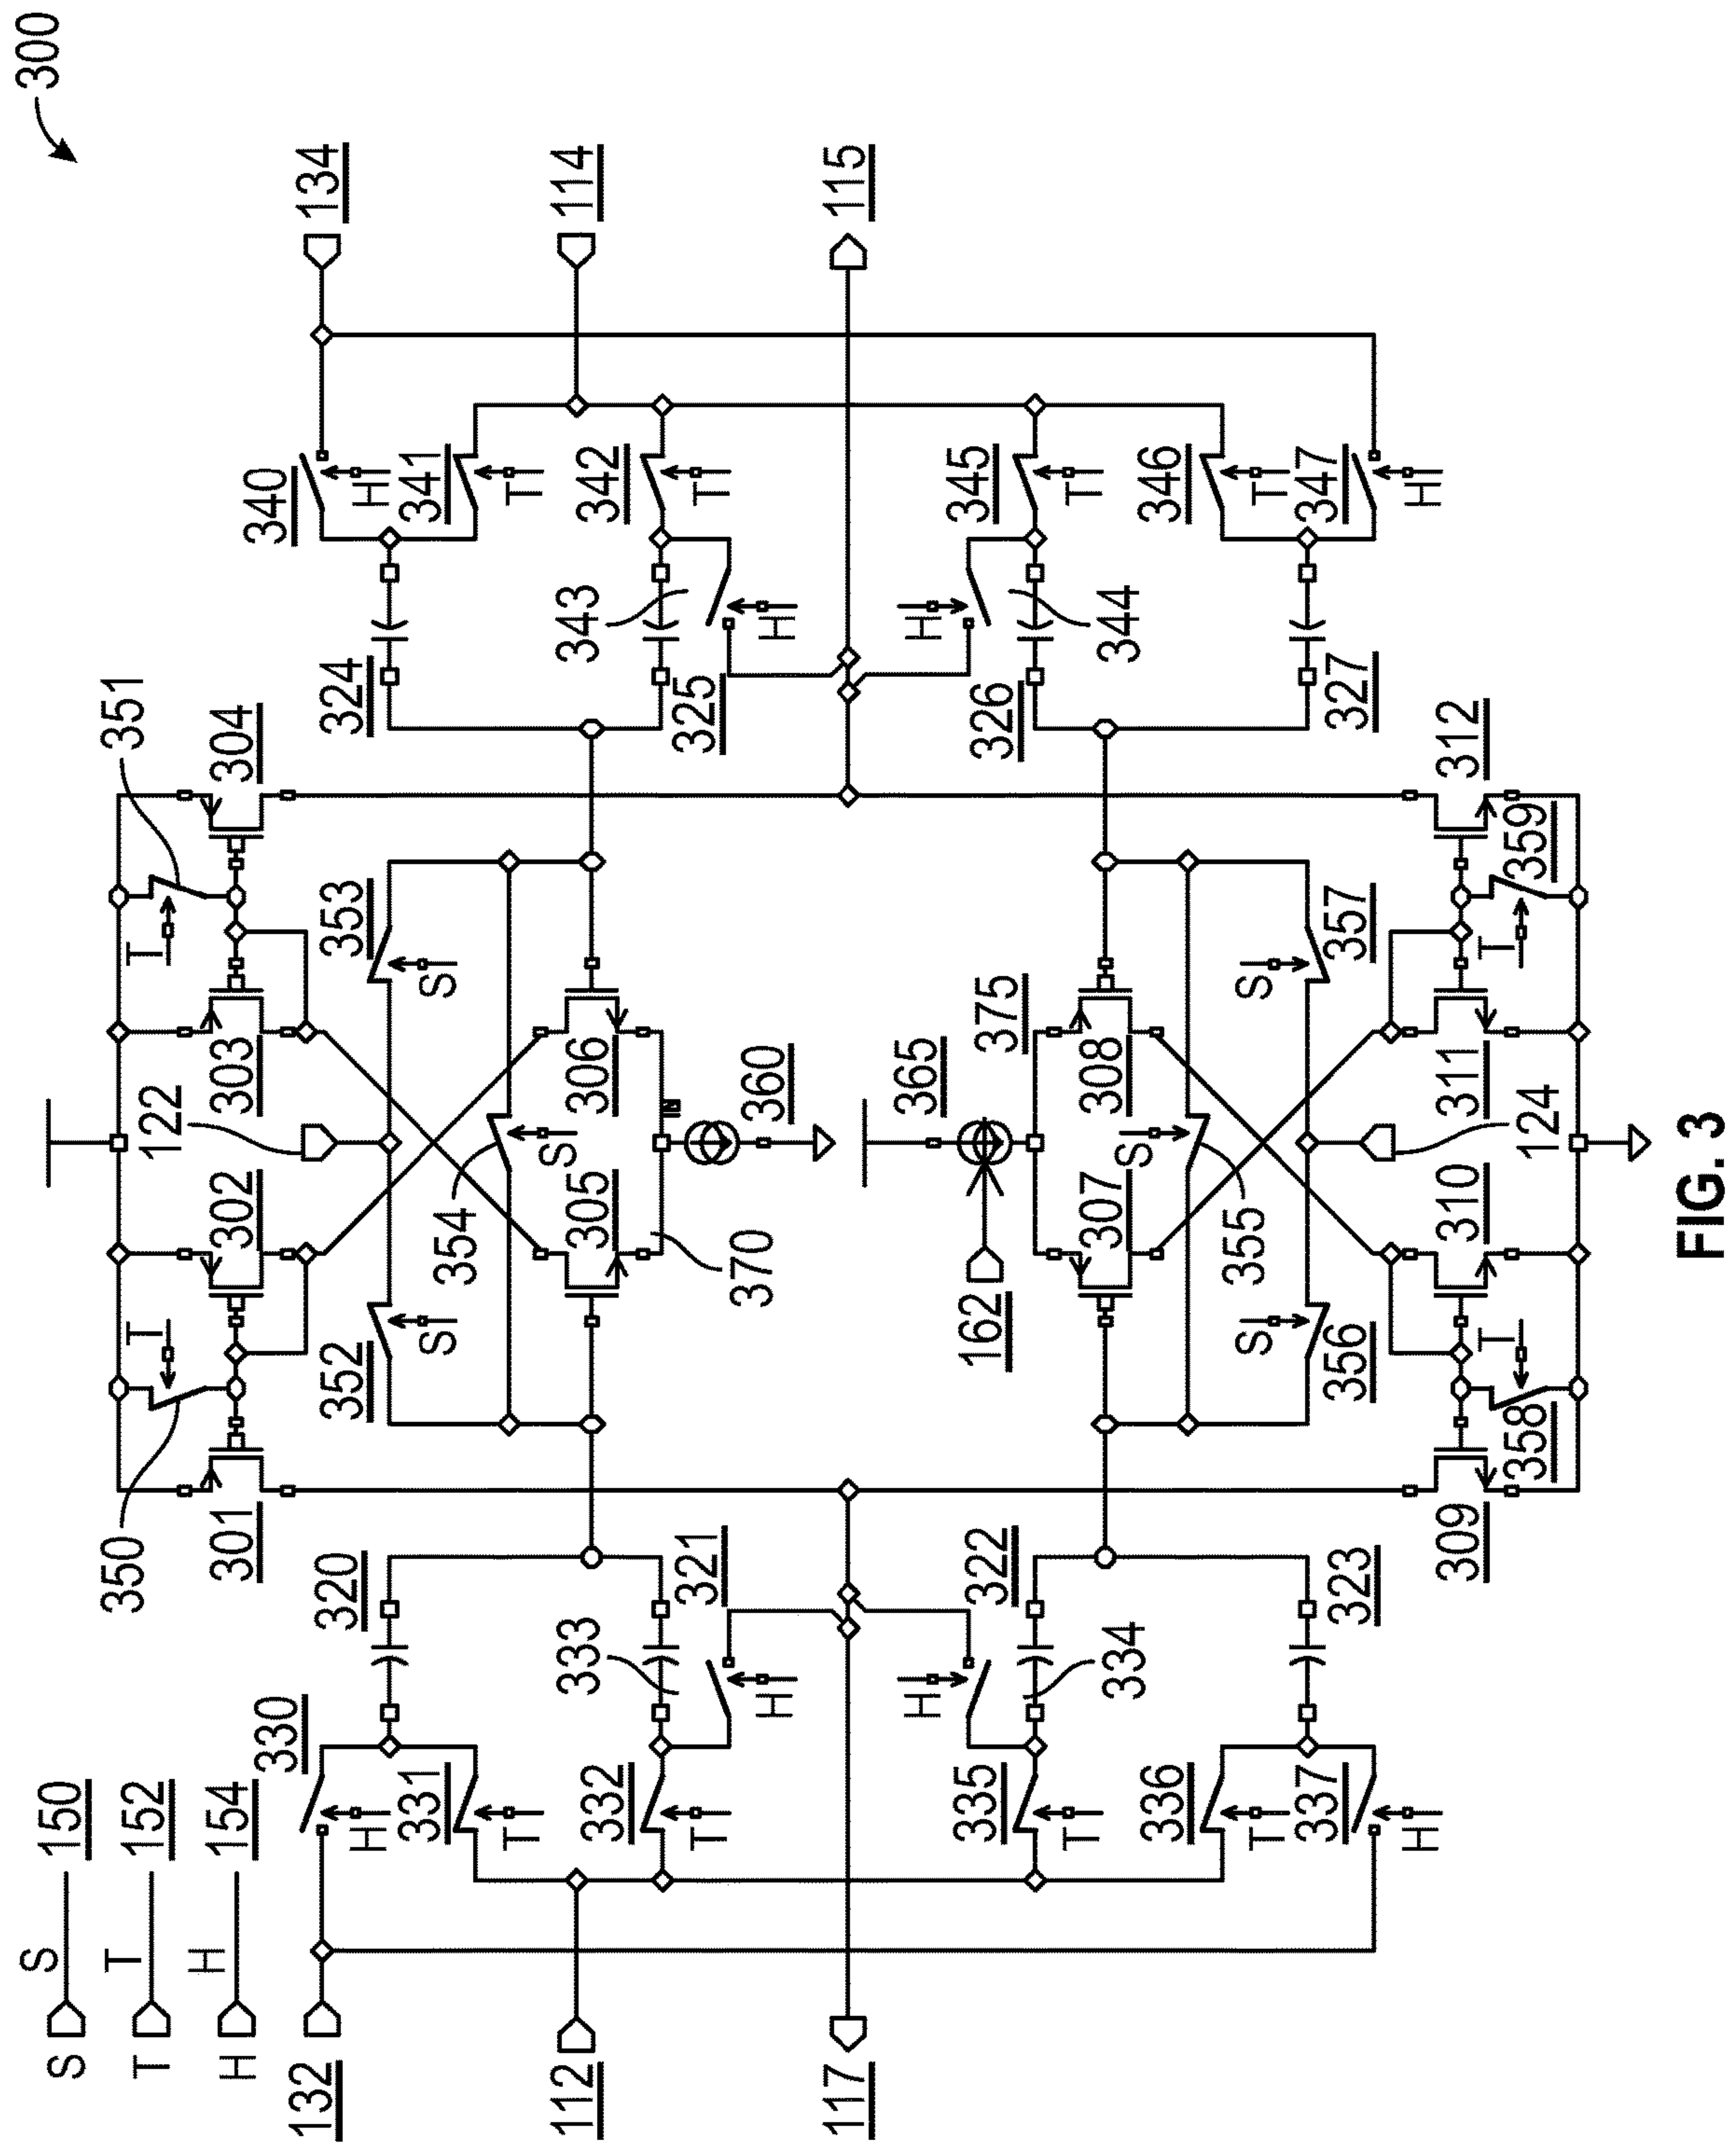 300
S S 150
T T 152
H H 154
132
112
117
134
114
115
330
H
331
T
332
T
333
H
334
H
335
T
336
T
337
H
320
321
322
323
350
T
301
302
122
303
351
T
304
352
S
353
S
354
S
305
306
370
360
365
162
375
307
308
355
S
356
S
357
S
309
358
T
310
124
311
359
T
312
324
325
326
327
340
H
341
T
342
T
343
H
344
H
345
T
346
T
347
H
FIG. 3